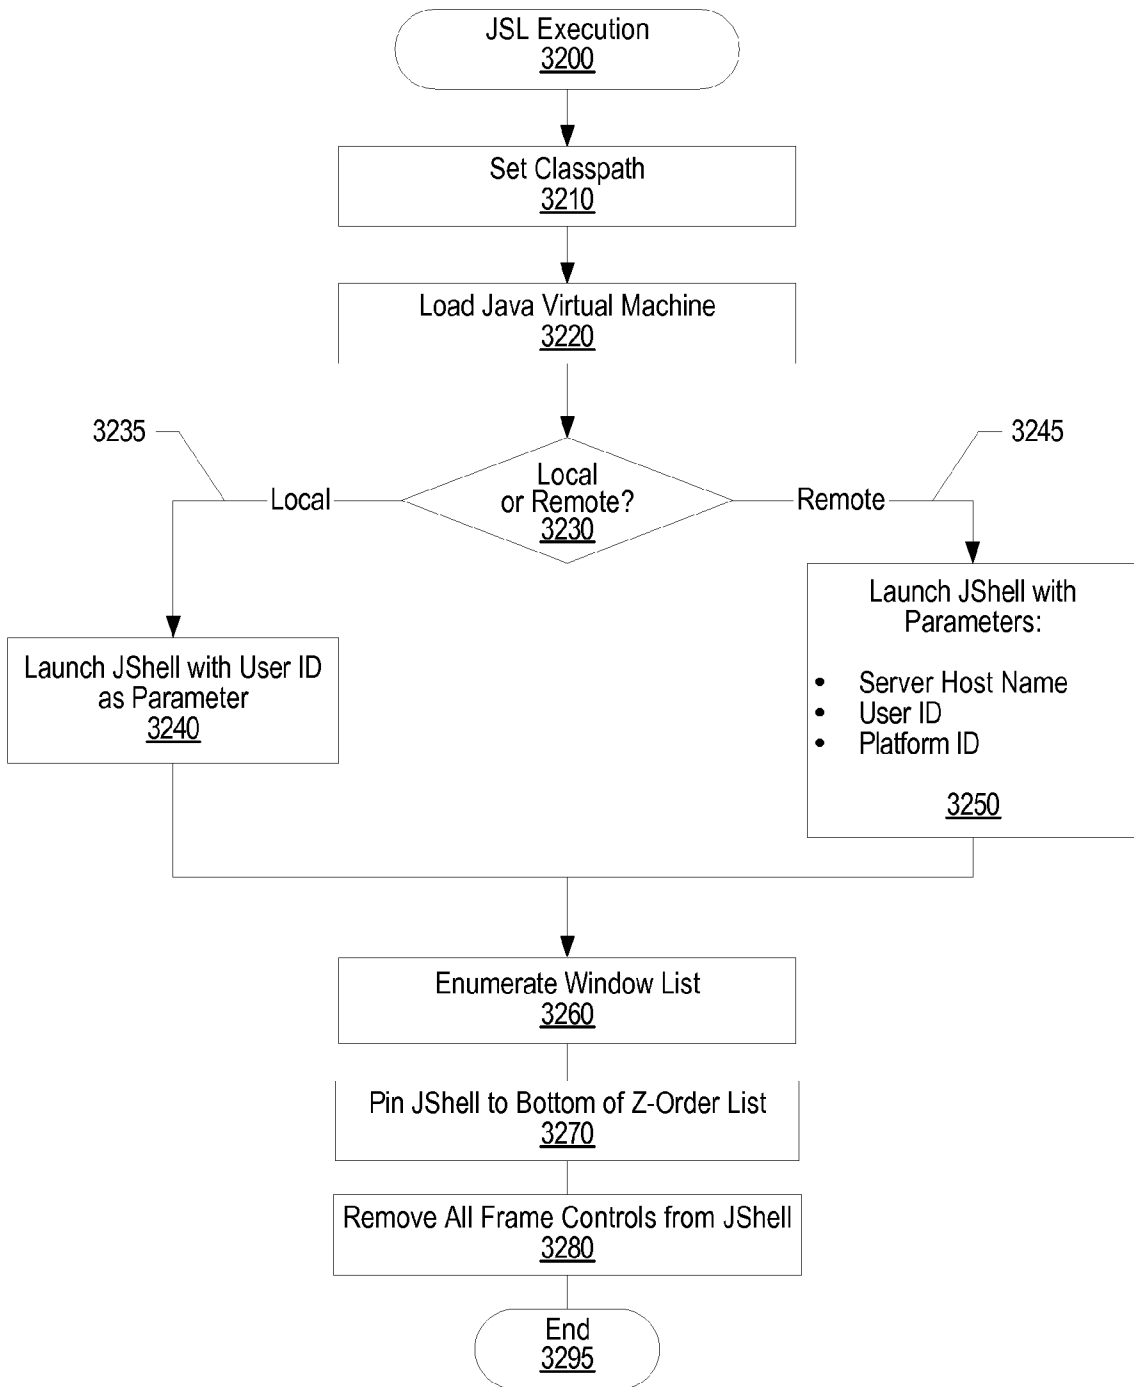 JSL Execution
3200
Set Classpath
3210
Load Java Virtual Machine
3220
3235
3245
Local
or Remote?
3230
Local
Remote
Launch JShell with User ID
as Parameter
3240
Launch JShell with
Parameters:
• Server Host Name
• User ID
• Platform ID
3250
Enumerate Window List
3260
Pin JShell to Bottom of Z-Order List
3270
Remove All Frame Controls from JShell
3280
End
3295